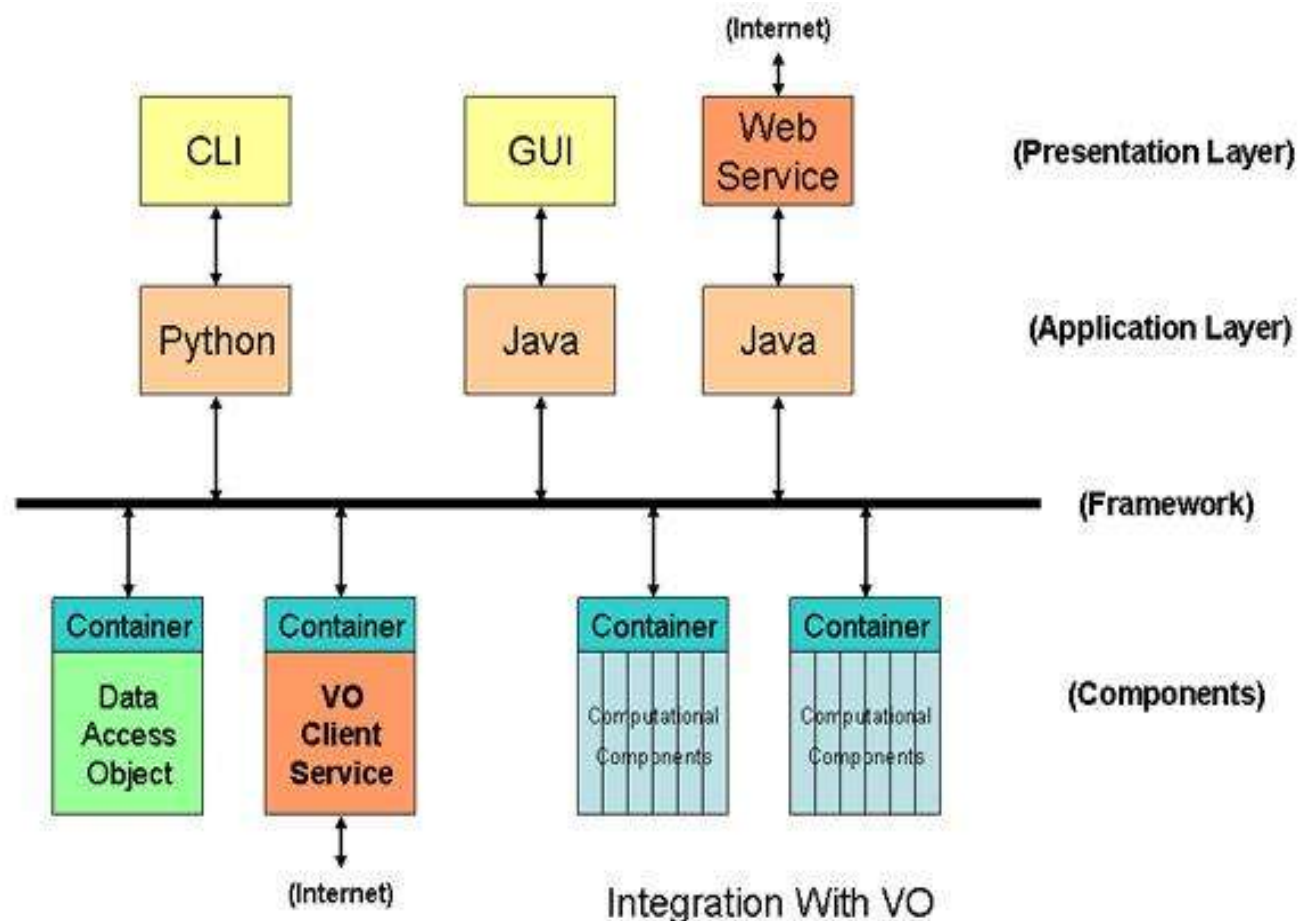 (Internet)
CLI
GUI
Web
Service
(Presentation Layer)
Python
Java
Java
(Application Layer)
(Framework)
Container
Data
Access
Object
Container
VO
Client
Service
Container
Computational
Components
Container
Computational
Components
(Components)
(Internet)
Integration With VO